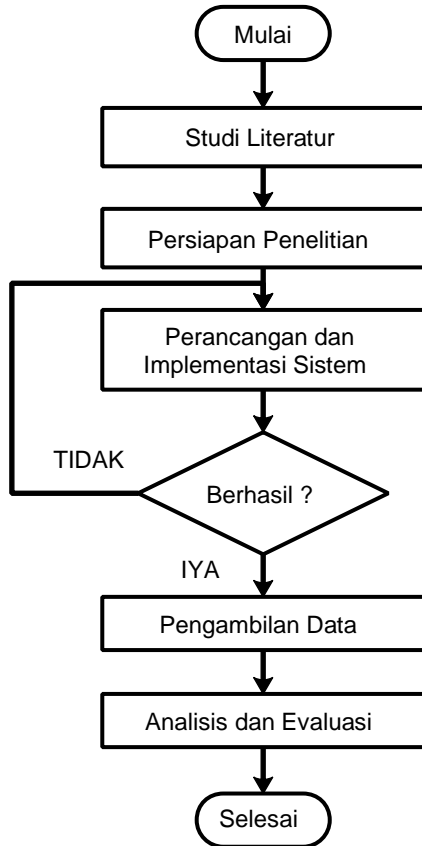 Mulai
Studi Literatur
Persiapan Penelitian
Perancangan dan
Implementasi Sistem
TIDAK
Berhasil ?
IYA
Pengambilan Data
Analisis dan Evaluasi
Selesai